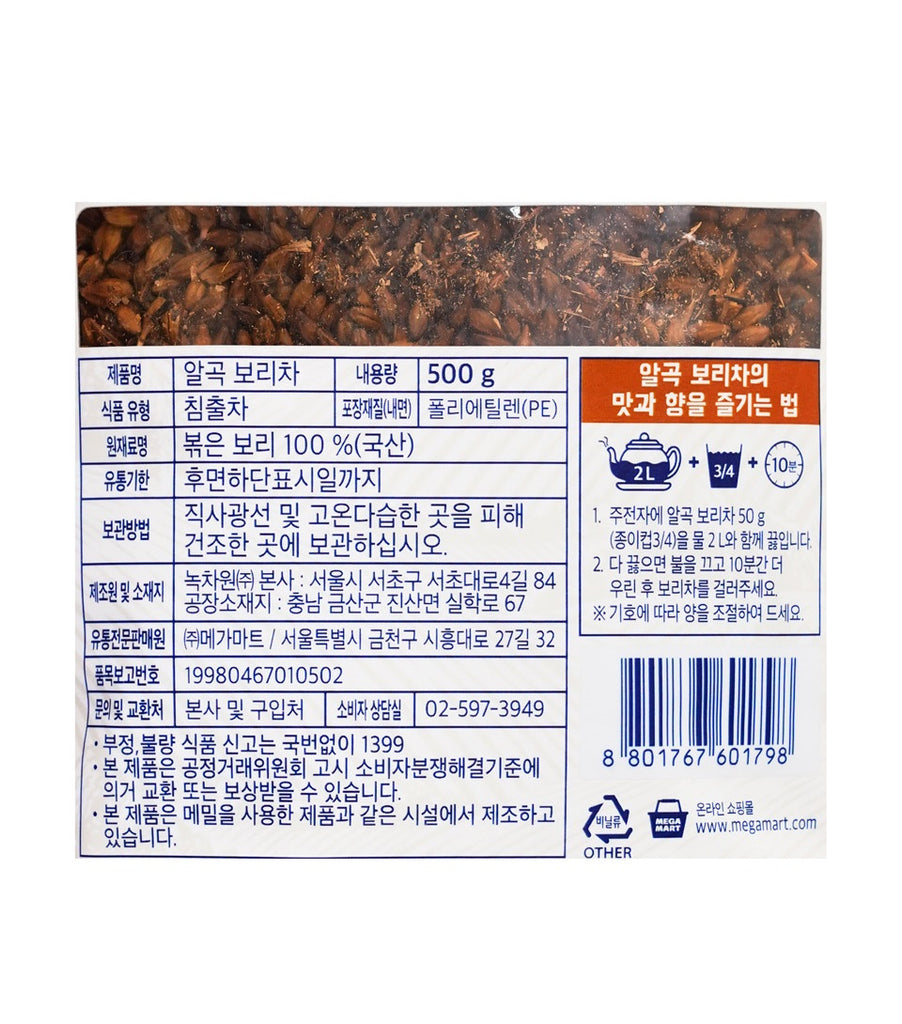 제품명 알곡 보리차 내용량 500 g
식품 유형 침출차 포장재질(내면) 폴리에틸렌(PE)
원재료명 볶은 보리 100 %(국산)
유통기한 후면하단표시일까지
보관방법 직사광선 및 고온다습한 곳을 피해
건조한 곳에 보관하십시오.
제조원 및 소재지 녹차원㈜ 본사 : 서울시 서초구 서초대로4길 84
공장소재지 : 충남 금산군 진산면 실학로 67
유통전문판매원 ㈜메가마트 / 서울특별시 금천구 시흥대로 27길 32
품목보고번호 19980467010502
문의 및 교환처 본사 및 구입처 소비자 상담실 02-597-3949
· 부정, 불량 식품 신고는 국번없이 1399
· 본 제품은 공정거래위원회 고시 소비자분쟁해결기준에
의거 교환 또는 보상받을 수 있습니다.
· 본 제품은 메밀을 사용한 제품과 같은 시설에서 제조하고
있습니다.
알곡 보리차의
맛과 향을 즐기는 법
2L + 3/4 + 10분
1. 주전자에 알곡 보리차 50 g
(종이컵3/4)을 물 2 L와 함께 끓입니다.
2. 다 끓으면 불을 끄고 10분간 더
우린 후 보리차를 걸러주세요.
※ 기호에 따라 양을 조절하여 드세요.
8 801767 601798
비닐류
OTHER
MEGA
MART
온라인 쇼핑몰
www.megamart.com